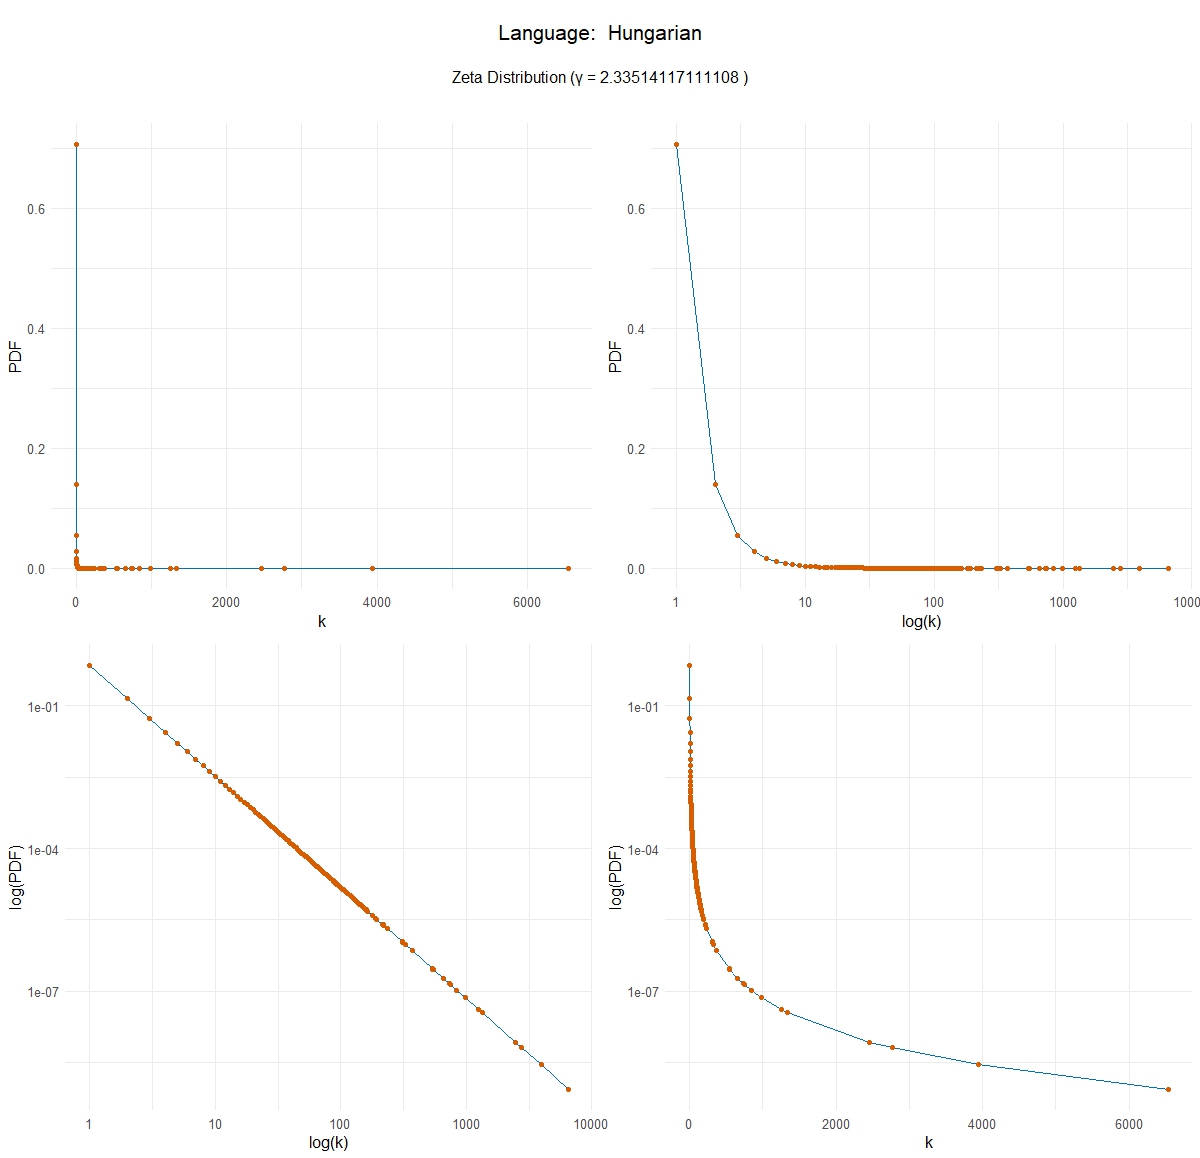 Language:  Hungarian
Zeta Distribution (γ = 2.33514117111108 )
PDF
0.6
0.4
0.2
0.0
0 2000 4000 6000
k
PDF
0.6
0.4
0.2
0.0
1 10 100 1000 1000
log(k)
log(PDF)
1e-01
1e-04
1e-07
1 10 100 1000 10000
log(k)
log(PDF)
1e-01
1e-04
1e-07
0 2000 4000 6000
k